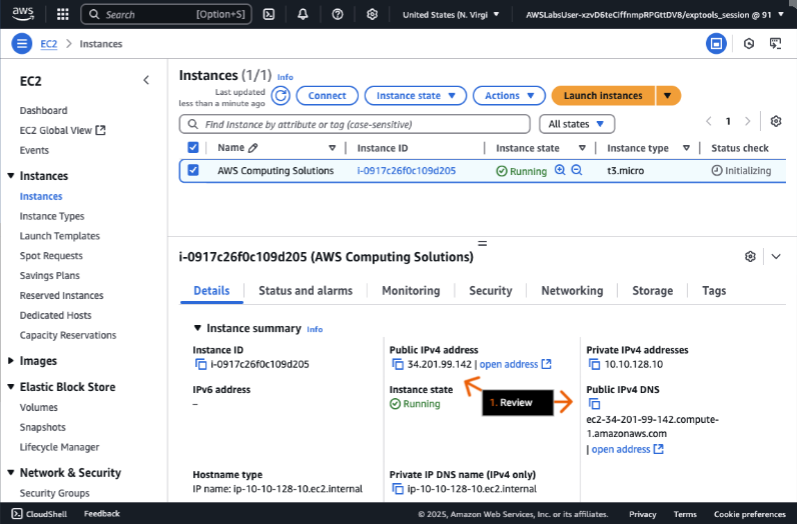 aws
Search [Option+S]
United States (N. Virgi
AWSLabsUser-xzvD6teCiffnmpRPGttDV8/exptools_session @ 91
EC2 > Instances
EC2
Dashboard
EC2 Global View
Events
Instances
Instances
Instance Types
Launch Templates
Spot Requests
Savings Plans
Reserved Instances
Dedicated Hosts
Capacity Reservations
Images
Elastic Block Store
Volumes
Snapshots
Lifecycle Manager
Network & Security
Security Groups
Instances (1/1) Info
Last updated
less than a minute ago
Connect
Instance state
Actions
Launch instances
Find Instance by attribute or tag (case-sensitive)
All states
1
Name Instance ID Instance state Instance type Status check
AWS Computing Solutions i-0917c26f0c109d205 Running t3.micro Initializing
i-0917c26f0c109d205 (AWS Computing Solutions)
Details Status and alarms Monitoring Security Networking Storage Tags
Instance summary Info
Instance ID
i-0917c26f0c109d205
Public IPv4 address
34.201.99.142 | open address
Private IPv4 addresses
10.10.128.10
IPv6 address
–
Instance state
Running
1. Review
Public IPv4 DNS
ec2-34-201-99-142.compute-
1.amazonaws.com
| open address
Hostname type
IP name: ip-10-10-128-10.ec2.internal
Private IP DNS name (IPv4 only)
ip-10-10-128-10.ec2.internal
CloudShell Feedback © 2025, Amazon Web Services, Inc. or its affiliates. Privacy Terms Cookie preferences